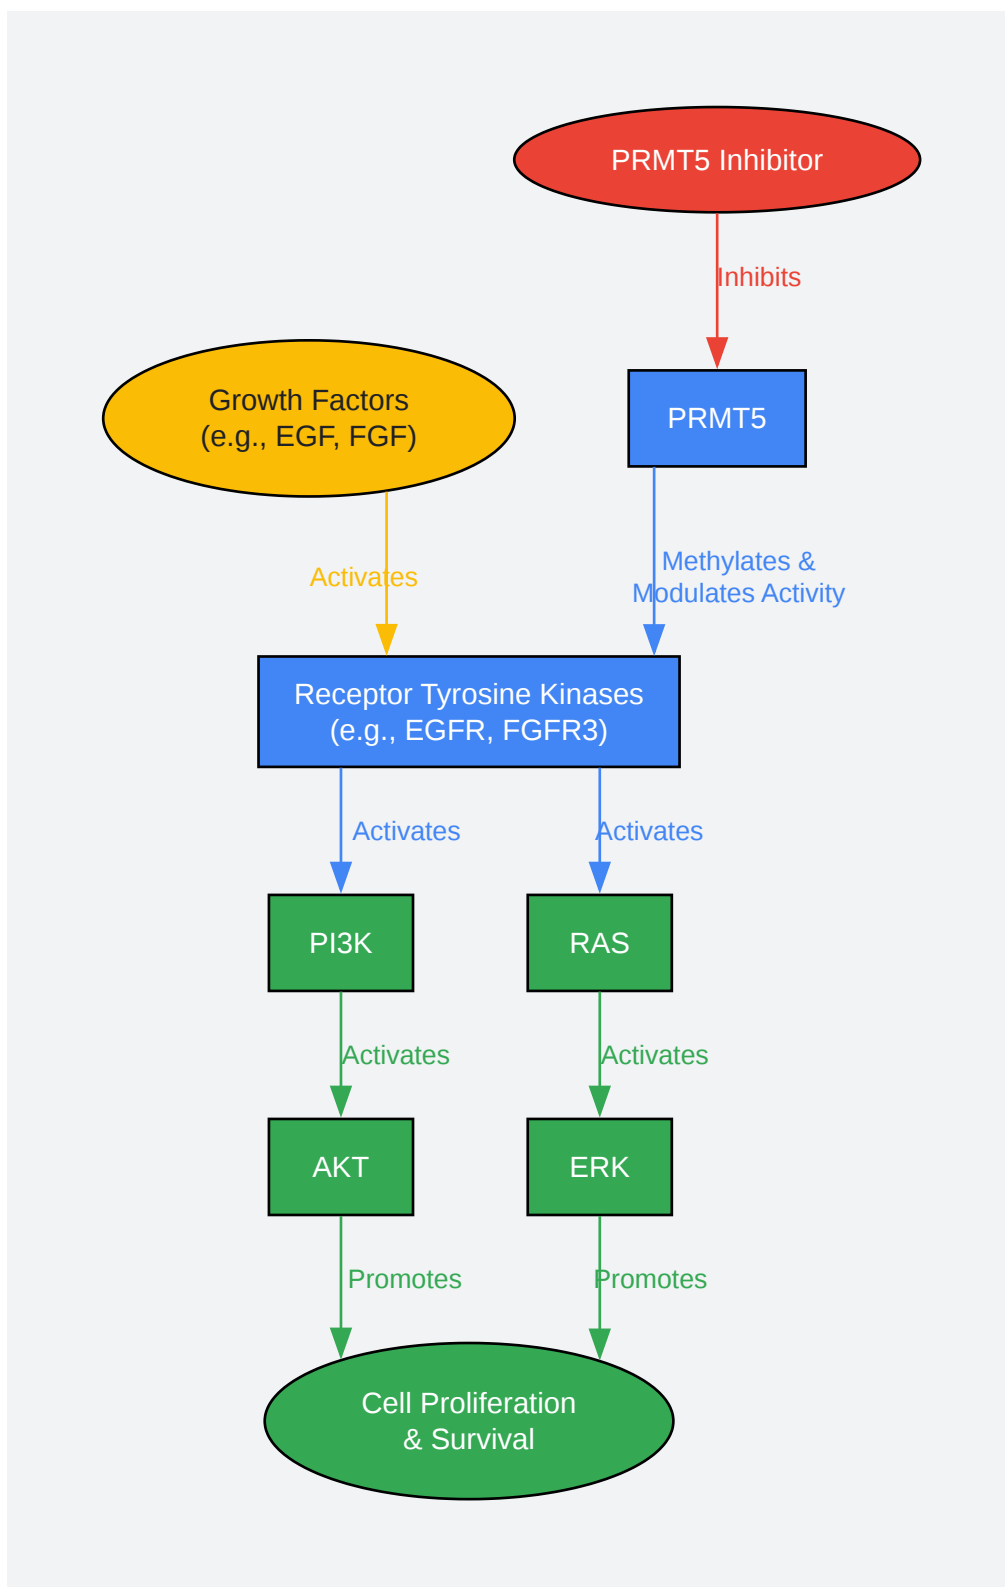 PRMT5 Inhibitor
Inhibits
Growth Factors
(e.g., EGF, FGF)
PRMT5
Activates
Methylates &
Modulates Activity
Receptor Tyrosine Kinases
(e.g., EGFR, FGFR3)
Activates
Activates
PI3K
RAS
Activates
Activates
AKT
ERK
Promotes
Promotes
Cell Proliferation
& Survival